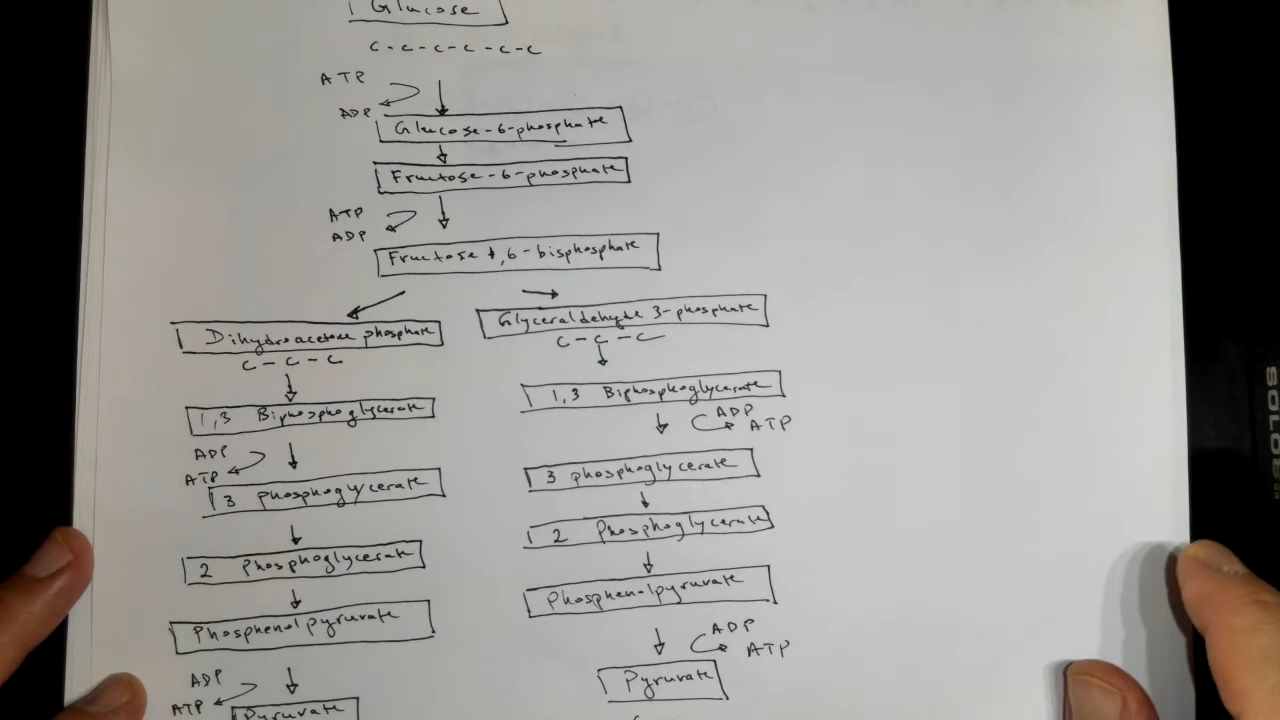 Glucose
C-C-C-C-C-C
ATP
ADP
Glucose-6-phosphate
Fructose-6-phosphate
ATP
ADP
Fructose 1,6-bisphosphate
Dihydroacetone phosphate
C-C-C
1,3 Biphosphoglycerate
ADP
ATP
3 phosphoglycerate
2 Phosphoglycerate
Phosphenolpyruvate
ADP
ATP
Pyruvate
Glyceraldehyde 3-phosphate
C-C-C
1,3 Biphosphoglycerate
ADP
ATP
3 phosphoglycerate
2 Phosphoglycerate
Phosphenolpyruvate
ADP
ATP
Pyruvate